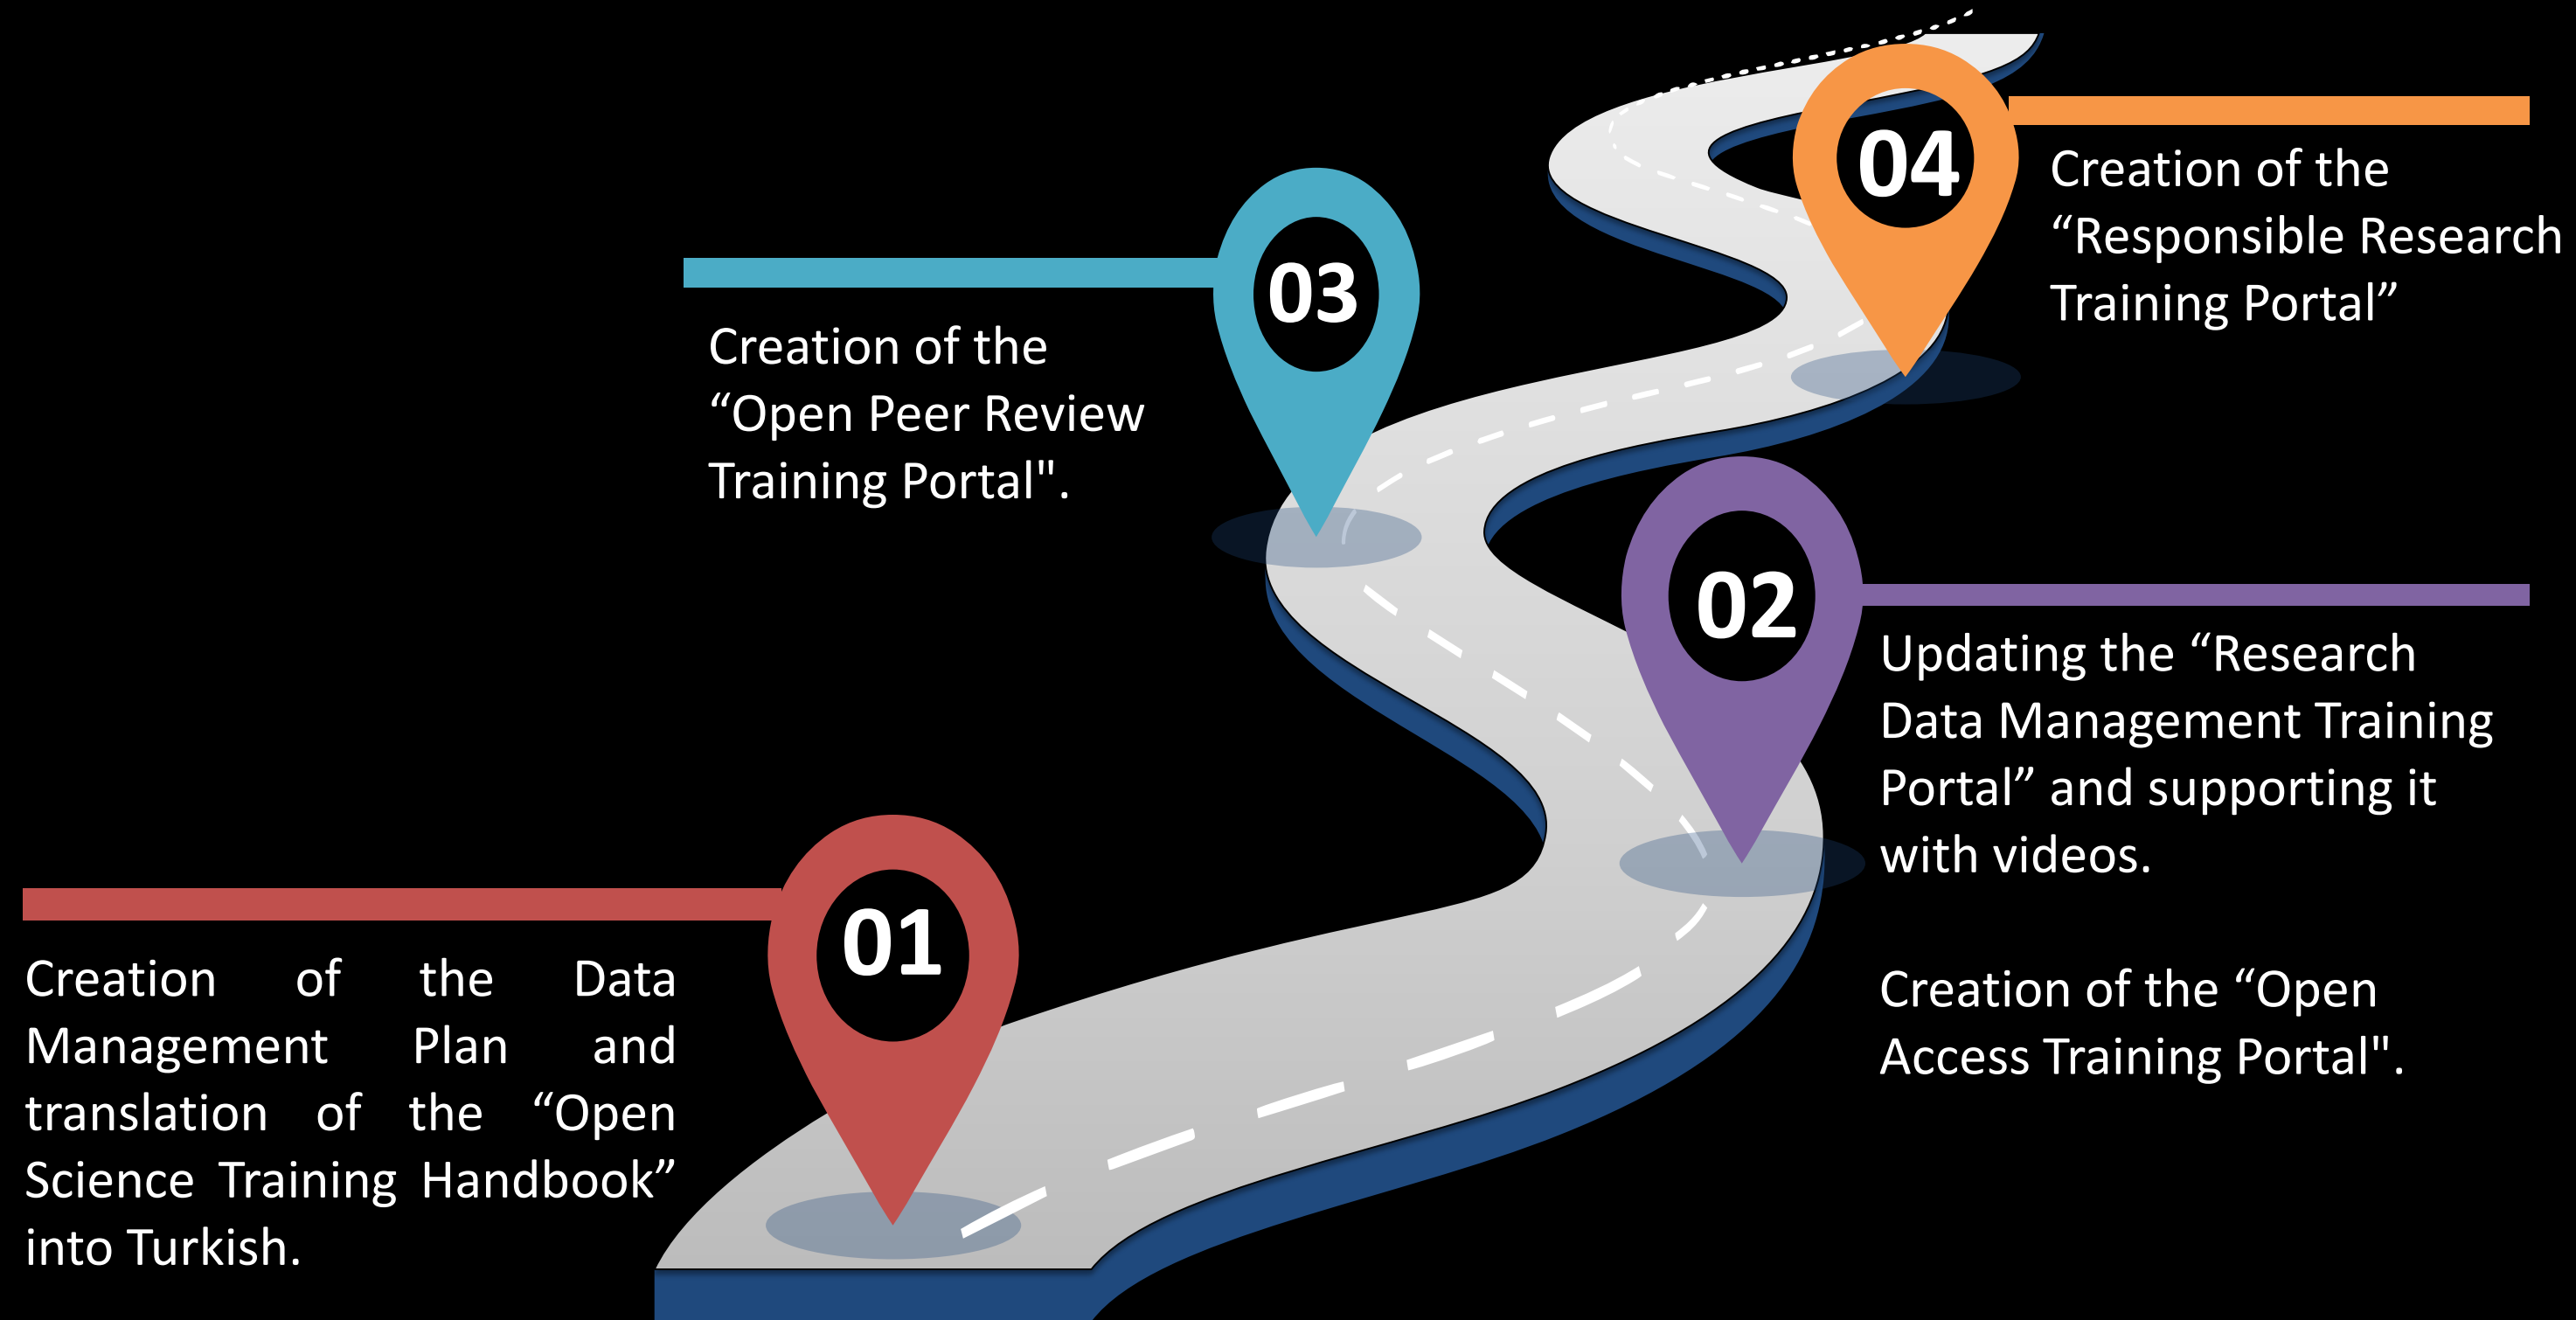 01
Creation of the Data
Management Plan and
translation of the “Open
Science Training Handbook”
into Turkish.
02
Updating the “Research
Data Management Training
Portal” and supporting it
with videos.
Creation of the “Open
Access Training Portal".
03
Creation of the
“Open Peer Review
Training Portal".
04
Creation of the
“Responsible Research
Training Portal”